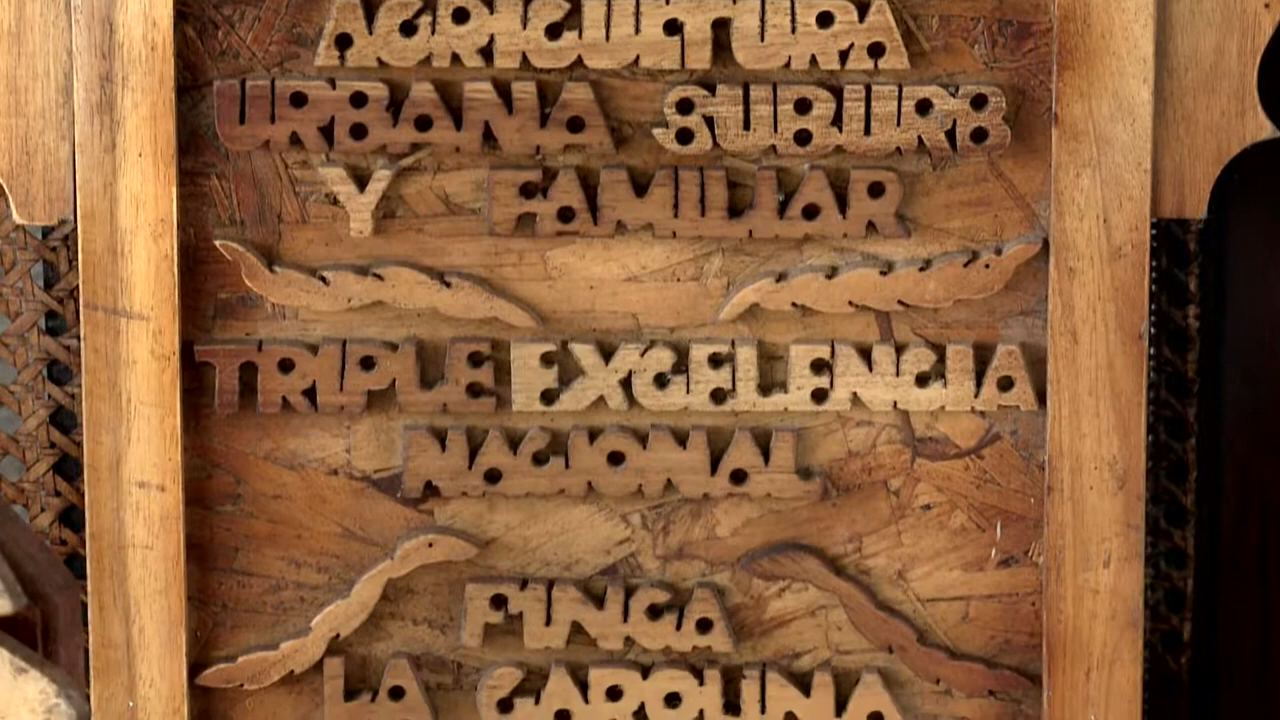 AGRICULTURA
URBANA SUBURB
Y FAMILIAR
TRIPLE EXCELENCIA
NACIONAL
FINCA
LA CAROLINA